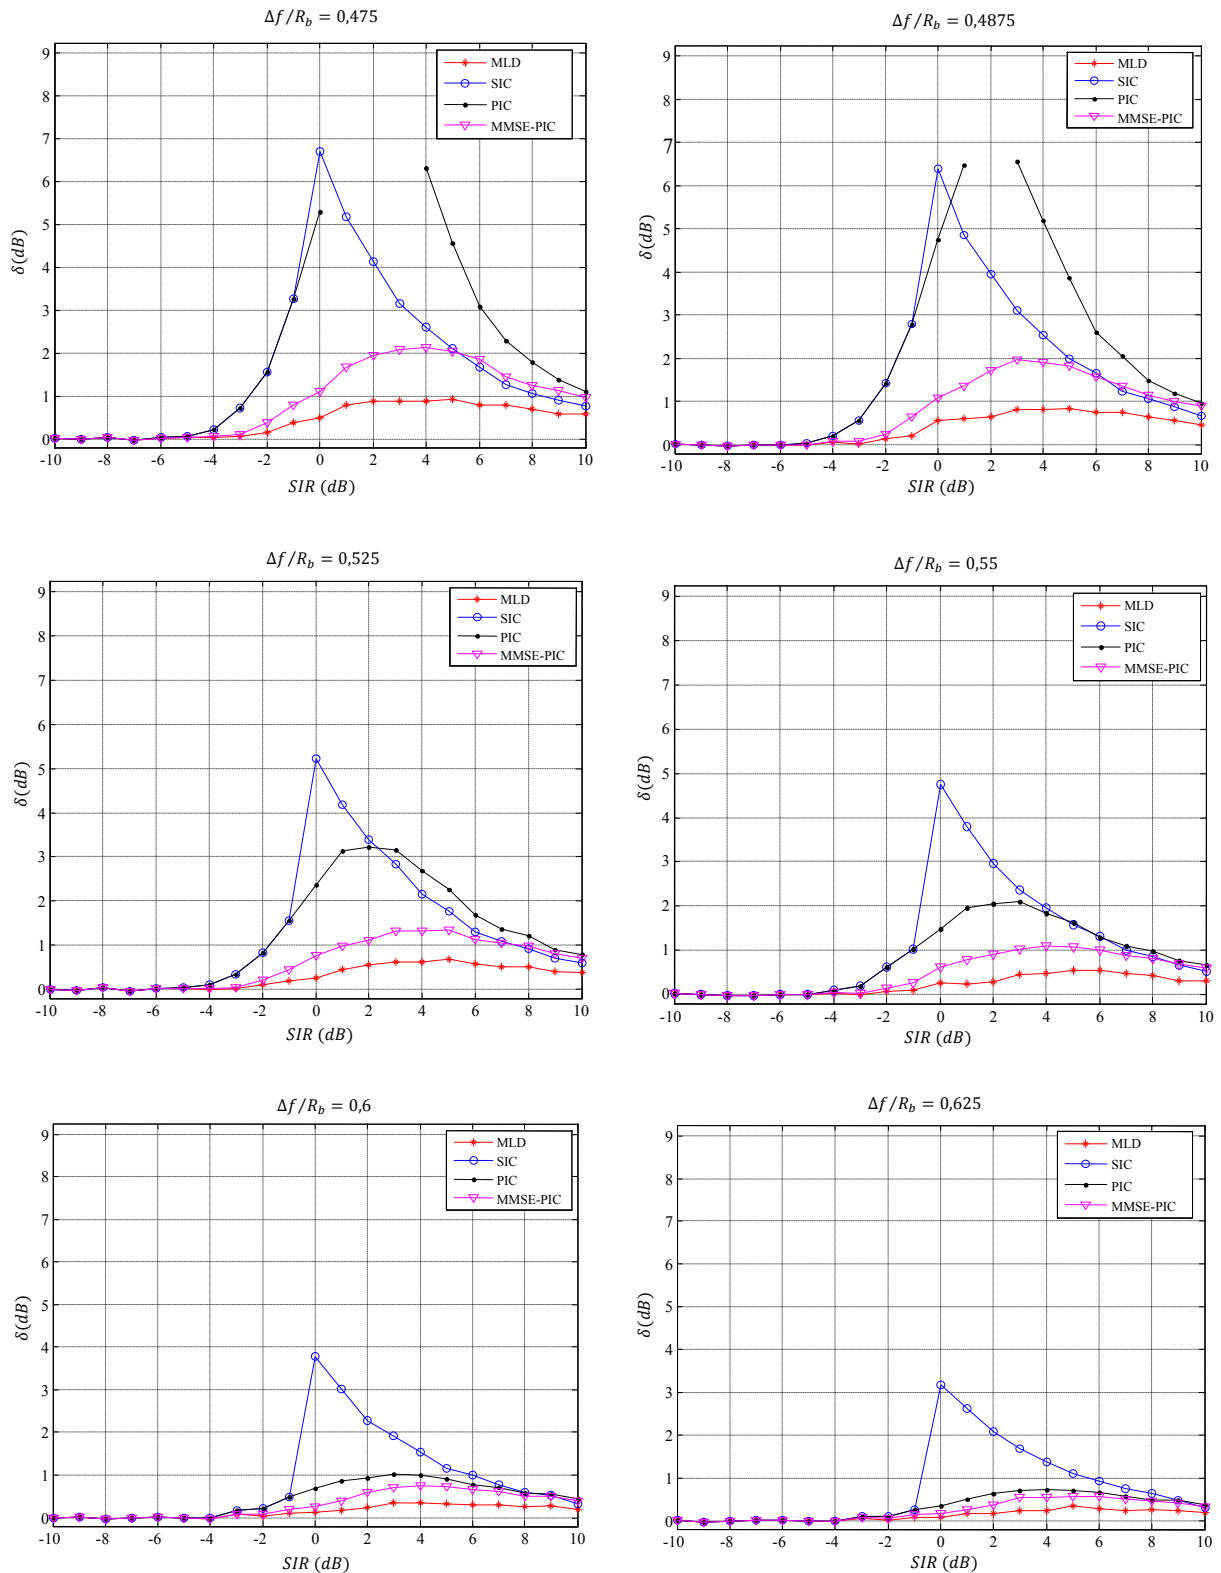 Δf/R_b = 0,475
9
8
7
6
5
4
3
2
1
0
δ(dB)
-10 -8 -6 -4 -2 0 2 4 6 8 10
SIR (dB)
MLD
SIC
PIC
MMSE-PIC
Δf/R_b = 0,4875
9
8
7
6
5
4
3
2
1
0
δ(dB)
-10 -8 -6 -4 -2 0 2 4 6 8 10
SIR (dB)
MLD
SIC
PIC
MMSE-PIC
Δf/R_b = 0,525
9
8
7
6
5
4
3
2
1
0
δ(dB)
-10 -8 -6 -4 -2 0 2 4 6 8 10
SIR (dB)
MLD
SIC
PIC
MMSE-PIC
Δf/R_b = 0,55
9
8
7
6
5
4
3
2
1
0
δ(dB)
-10 -8 -6 -4 -2 0 2 4 6 8 10
SIR (dB)
MLD
SIC
PIC
MMSE-PIC
Δf/R_b = 0,6
9
8
7
6
5
4
3
2
1
0
δ(dB)
-10 -8 -6 -4 -2 0 2 4 6 8 10
SIR (dB)
MLD
SIC
PIC
MMSE-PIC
Δf/R_b = 0,625
9
8
7
6
5
4
3
2
1
0
δ(dB)
-10 -8 -6 -4 -2 0 2 4 6 8 10
SIR (dB)
MLD
SIC
PIC
MMSE-PIC